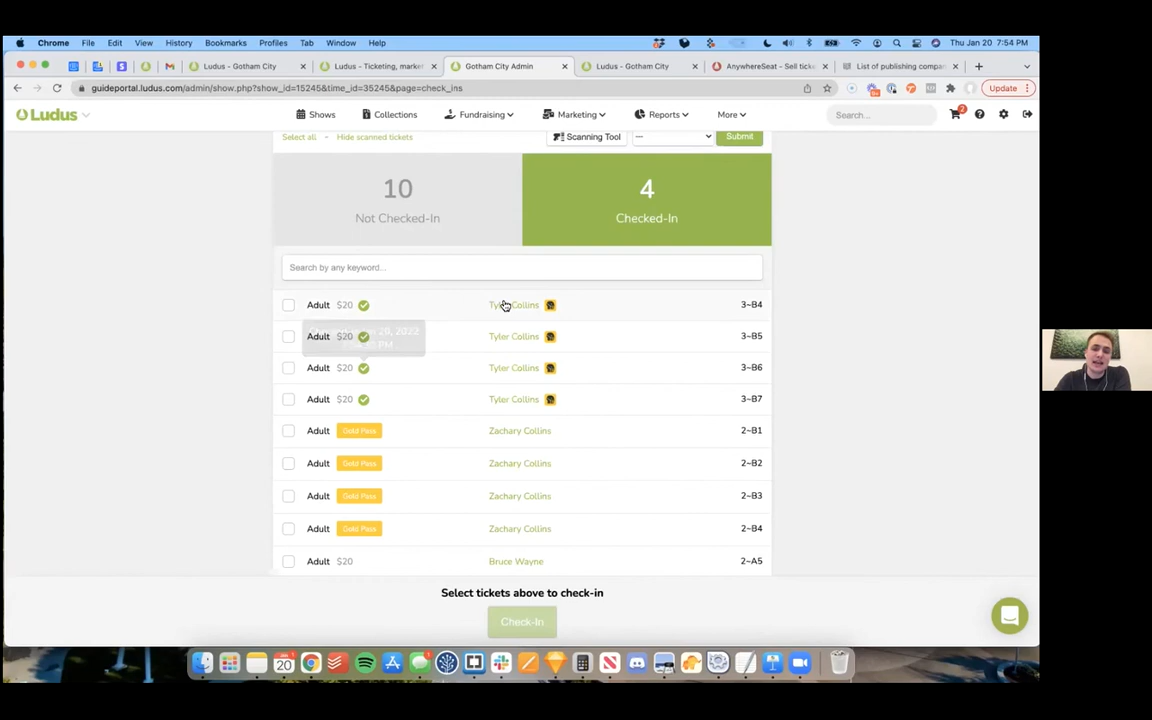 Chrome File Edit View History Bookmarks Profiles Tab Window Help Thu Jan 20 7:54 PM
Ludus - Gotham City Ludus - Ticketing, market Gotham City Admin Ludus - Gotham City AnywhereSeat - Sell ticke List of publishing compa
guideportal.ludus.com/admin/show.php?show_id=15245&time_id=35245&page=check_ins Update
Ludus Shows Collections Fundraising Marketing Reports More Search... 2
Select all - Hide scanned tickets Scanning Tool --- Submit
10 4
Not Checked-In Checked-In
Search by any keyword...
Adult $20 Tyler Collins 3-B4
Adult $20 Tyler Collins 3-B5
Adult $20 Tyler Collins 3-B6
Adult $20 Tyler Collins 3-B7
Adult Gold Pass Zachary Collins 2-B1
Adult Gold Pass Zachary Collins 2-B2
Adult Gold Pass Zachary Collins 2-B3
Adult Gold Pass Zachary Collins 2-B4
Adult $20 Bruce Wayne 2-A5
Select tickets above to check-in
Check-In